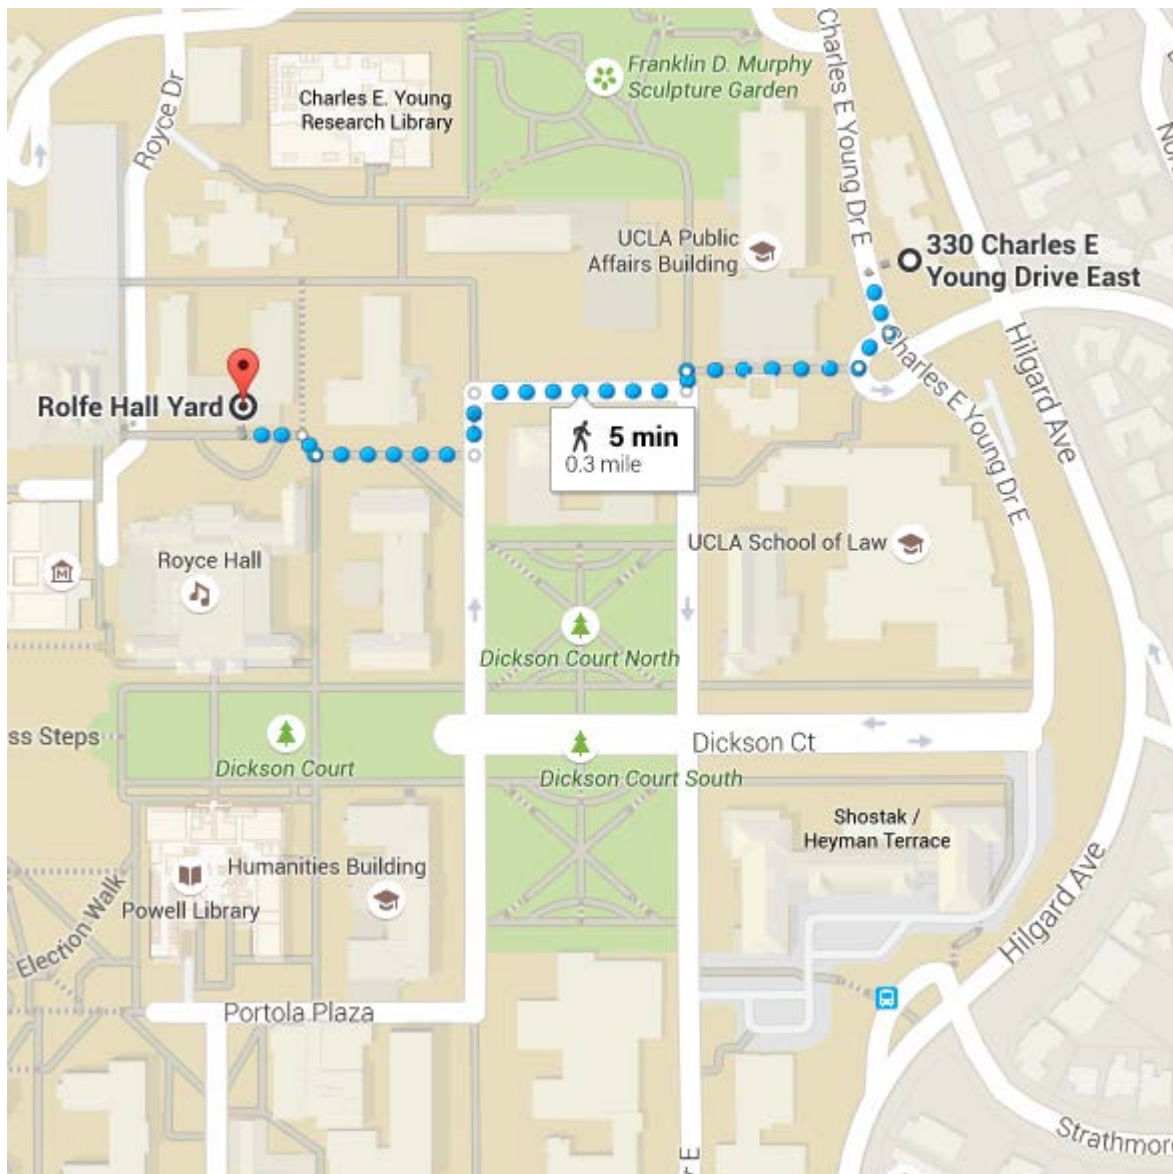 Charles E Young Dr E
Franklin D. Murphy
Sculpture Garden
Charles E. Young
Research Library
Royce Dr
UCLA Public
Affairs Building
330 Charles E
Young Drive East
Charles E Young Dr E
Hilgard Ave
Rolfe Hall Yard
5 min
0.3 mile
UCLA School of Law
Royce Hall
M
Dickson Court North
ss Steps
Dickson Ct
Dickson Court
Dickson Court South
Shostak /
Heyman Terrace
Humanities Building
Powell Library
Election Walk
Hilgard Ave
Portola Plaza
Strathmor
E